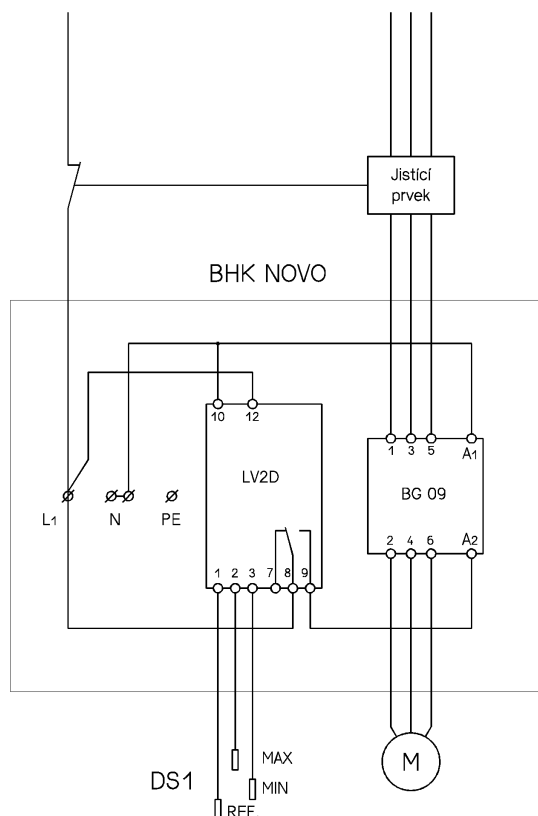 Jistící
prvek
BHK NOVO
10 12
1 3 5 A1
LV2D
BG 09
L1 N PE
2 4 6 A2
1 2 3 7 8 9
MAX
M
DS1
MIN
REF.